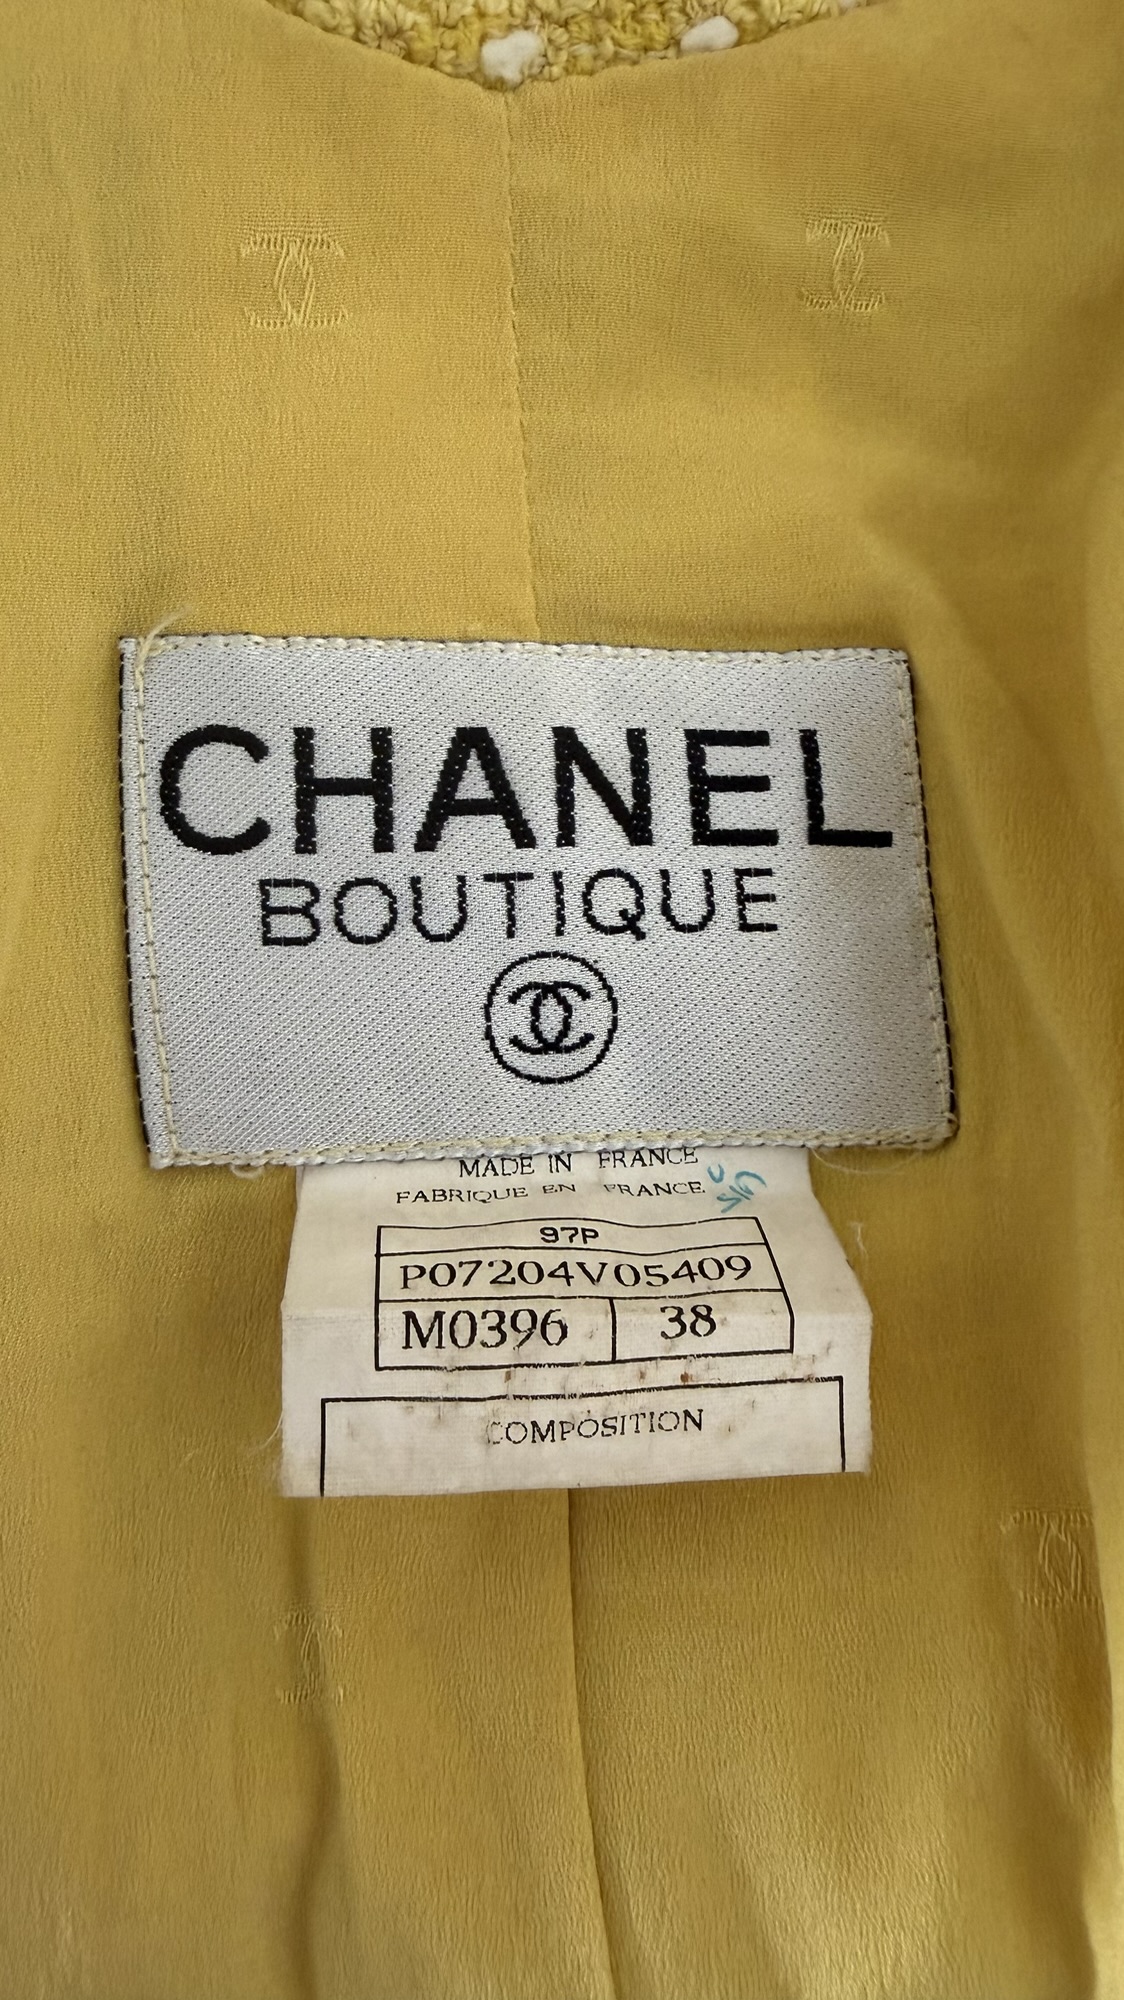 CHANEL
BOUTIQUE
MADE IN FRANCE
FABRIQUE EN FRANCE
97P
P07204V05409
M0396 38
COMPOSITION